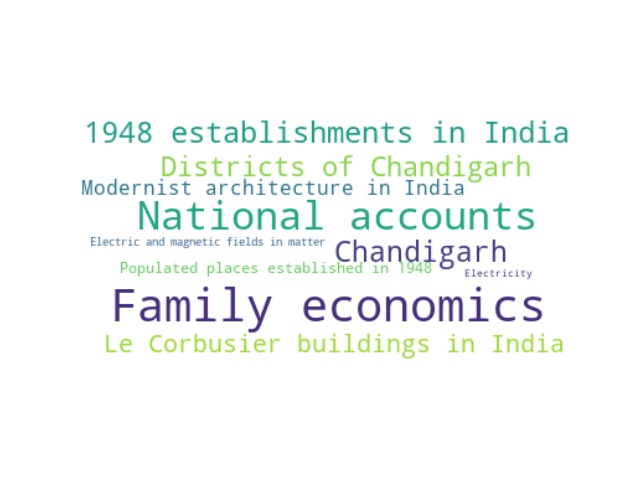 1948 establishments in India
Districts of Chandigarh
Modernist architecture in India
National accounts
Electric and magnetic fields in matter
Chandigarh
Populated places established in 1948
Electricity
Family economics
Le Corbusier buildings in India